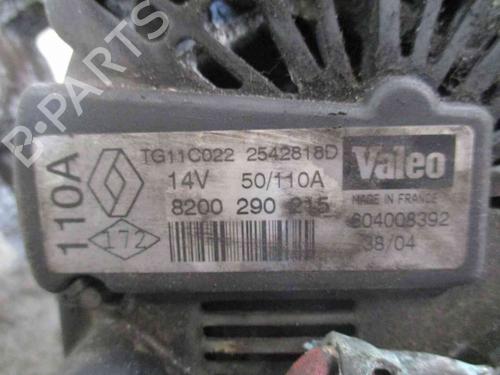 B-PARTS
110A
172
TG11C022 2542818D
14V 50/110A
8200 290 215
Valeo
MADE IN FRANCE
604008392
38/04